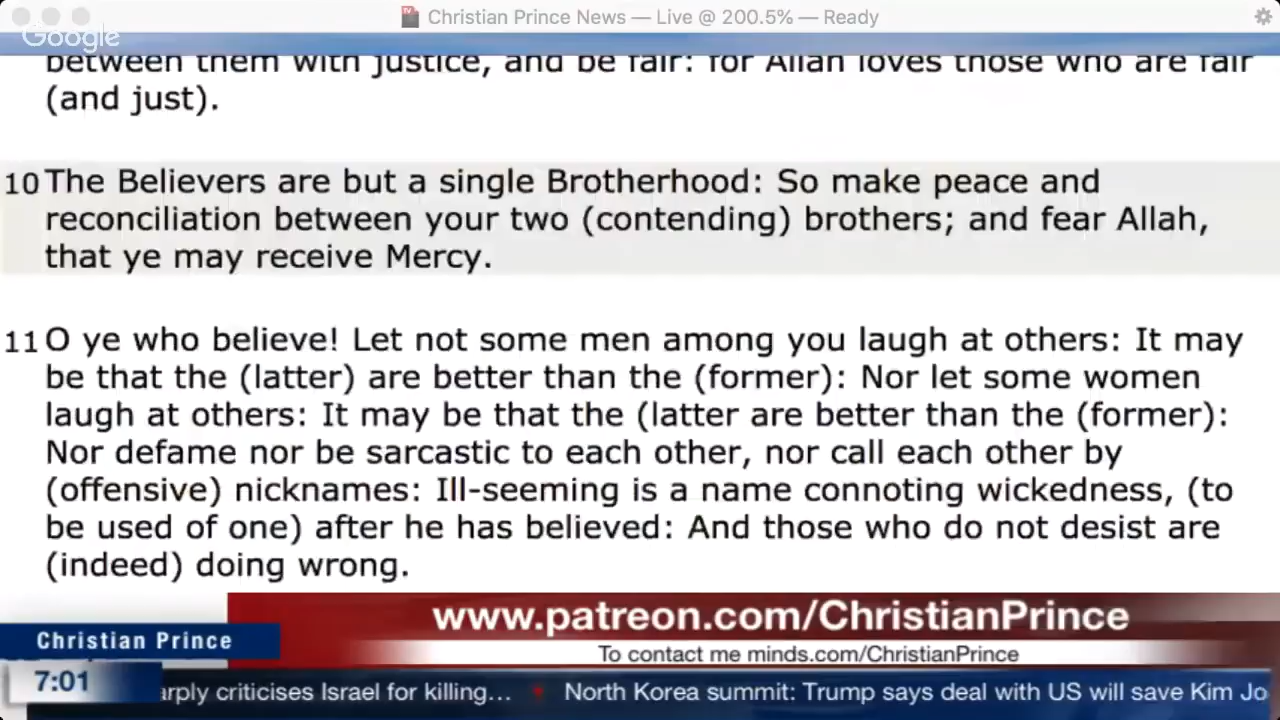 Christian Prince News — Live @ 200.5% — Ready
Google
between them with justice, and be fair: for Allah loves those who are fair
(and just).
10 The Believers are but a single Brotherhood: So make peace and
reconciliation between your two (contending) brothers; and fear Allah,
that ye may receive Mercy.
11 O ye who believe! Let not some men among you laugh at others: It may
be that the (latter) are better than the (former): Nor let some women
laugh at others: It may be that the (latter are better than the (former):
Nor defame nor be sarcastic to each other, nor call each other by
(offensive) nicknames: Ill-seeming is a name connoting wickedness, (to
be used of one) after he has believed: And those who do not desist are
(indeed) doing wrong.
www.patreon.com/ChristianPrince
Christian Prince
To contact me minds.com/ChristianPrince
7:01
arply criticises Israel for killing... • North Korea summit: Trump says deal with US will save Kim Jo